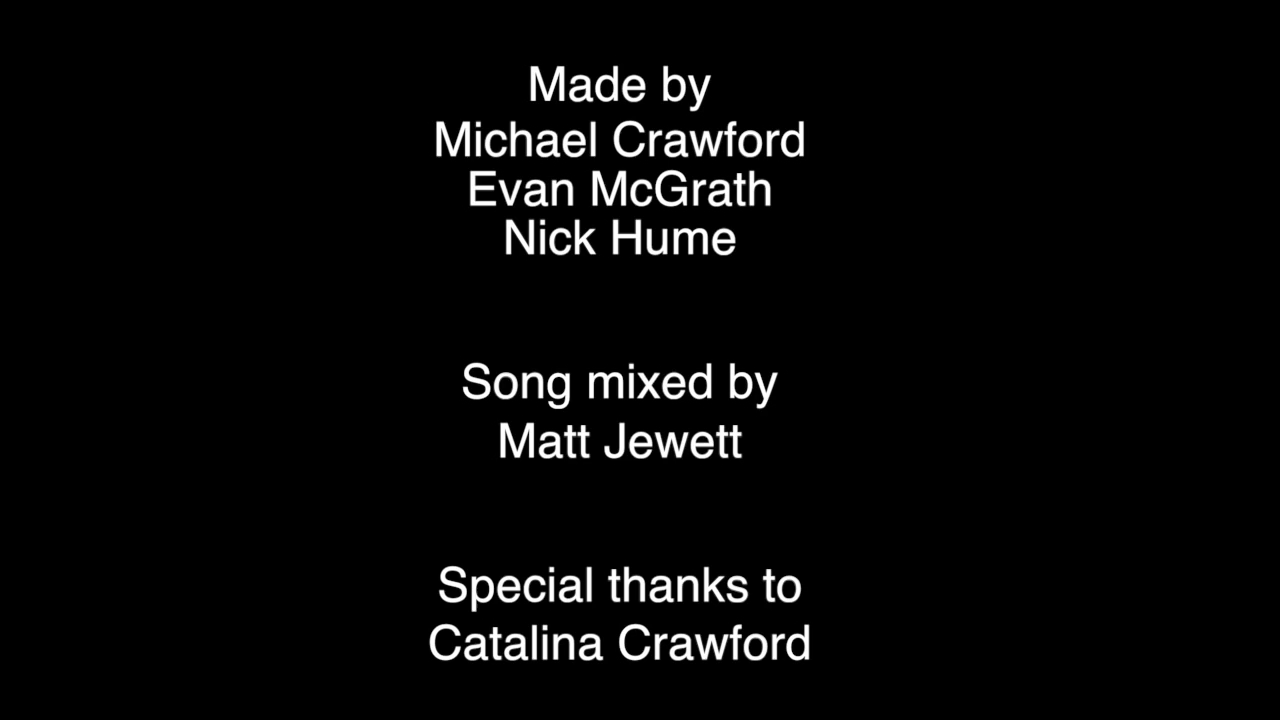 Made by
Michael Crawford
Evan McGrath
Nick Hume
Song mixed by
Matt Jewett
Special thanks to
Catalina Crawford